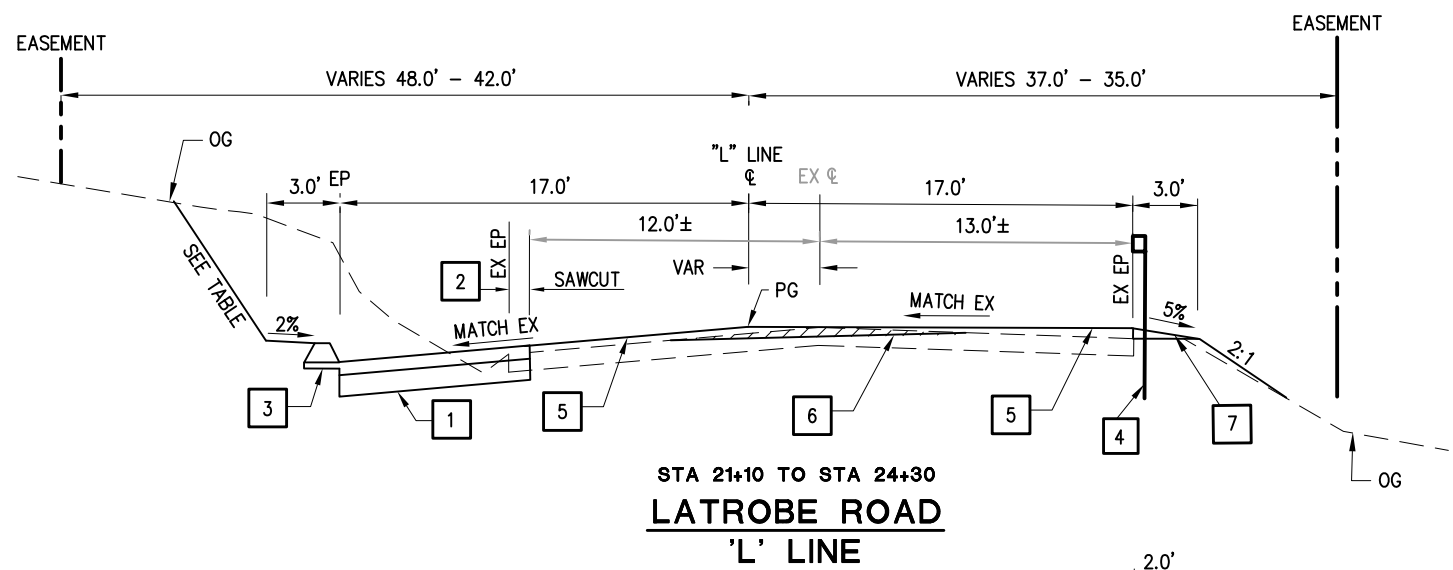 EASEMENT
EASEMENT
VARIES 48.0' - 42.0'
VARIES 37.0' - 35.0'
OG
"L" LINE
℄
EX ℄
3.0'
EP
17.0'
17.0'
3.0'
12.0'±
13.0'±
EX EP
2
SAWCUT
VAR
EX EP
SEE TABLE
PG
2%
MATCH EX
MATCH EX
5%
2:1
3
1
5
6
5
4
7
OG
STA 21+10 TO STA 24+30
LATROBE ROAD
'L' LINE
2.0'